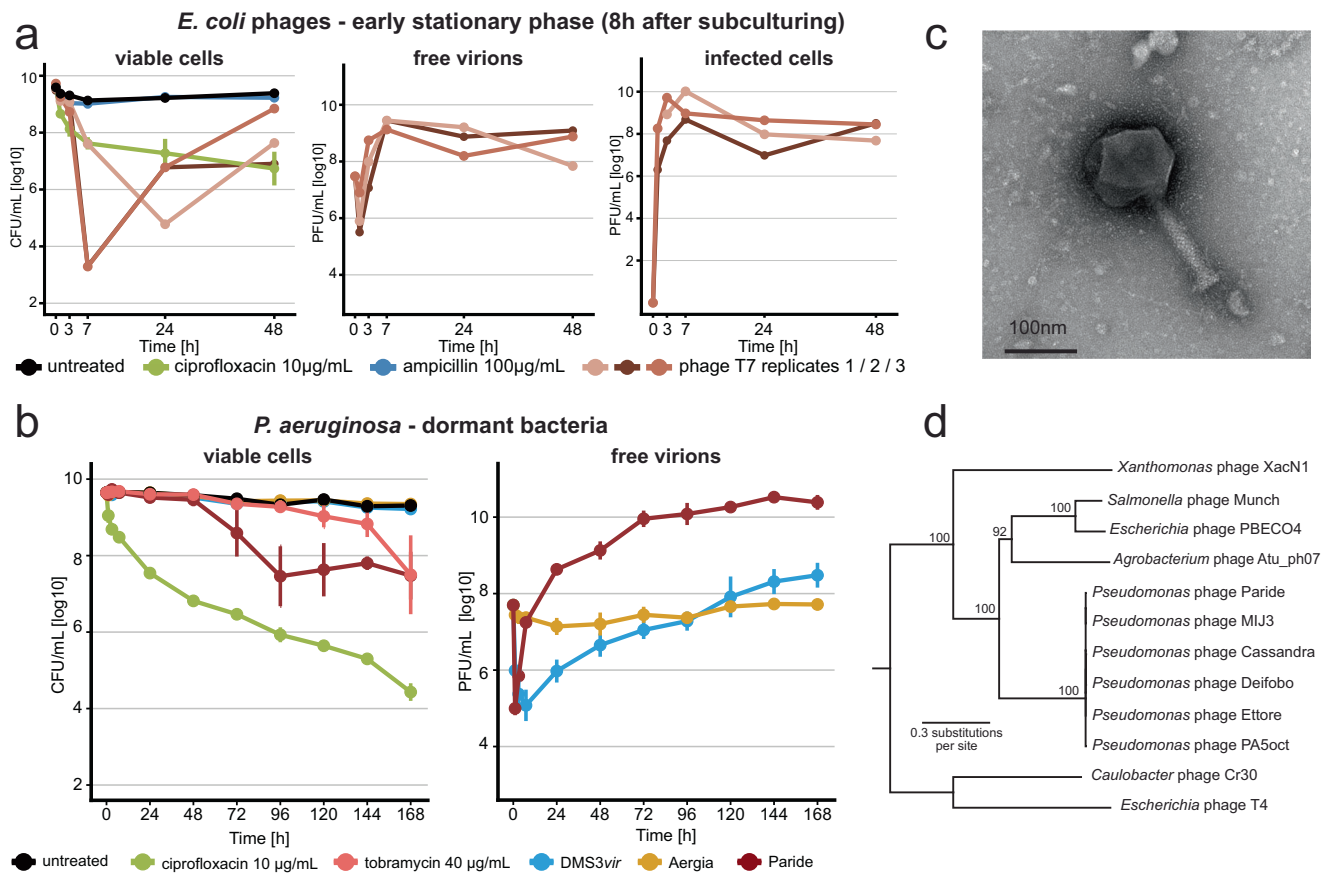 a
E. coli phages - early stationary phase (8h after subculturing)
viable cells
free virions
infected cells
CFU/mL [log10]
10
8
6
4
2
0 3 7 24 48
Time [h]
PFU/mL [log10]
10
8
6
4
0 3 7 24 48
Time [h]
PFU/mL [log10]
10
8
6
4
2
0 3 7 24 48
Time [h]
untreated ciprofloxacin 10µg/mL ampicillin 100µg/mL phage T7 replicates 1 / 2 / 3
c
100nm
b
P. aeruginosa - dormant bacteria
viable cells
free virions
CFU/mL [log10]
10
8
6
4
2
0 24 48 72 96 120 144 168
Time [h]
PFU/mL [log10]
10
8
6
4
0 24 48 72 96 120 144 168
Time [h]
untreated ciprofloxacin 10 µg/mL tobramycin 40 µg/mL DMS3vir Aergia Paride
d
Xanthomonas phage XacN1
Salmonella phage Munch
100
Escherichia phage PBECO4
92
100
Agrobacterium phage Atu_ph07
Pseudomonas phage Paride
100
Pseudomonas phage MIJ3
Pseudomonas phage Cassandra
Pseudomonas phage Deifobo
100
Pseudomonas phage Ettore
0.3 substitutions
per site
Pseudomonas phage PA5oct
Caulobacter phage Cr30
Escherichia phage T4